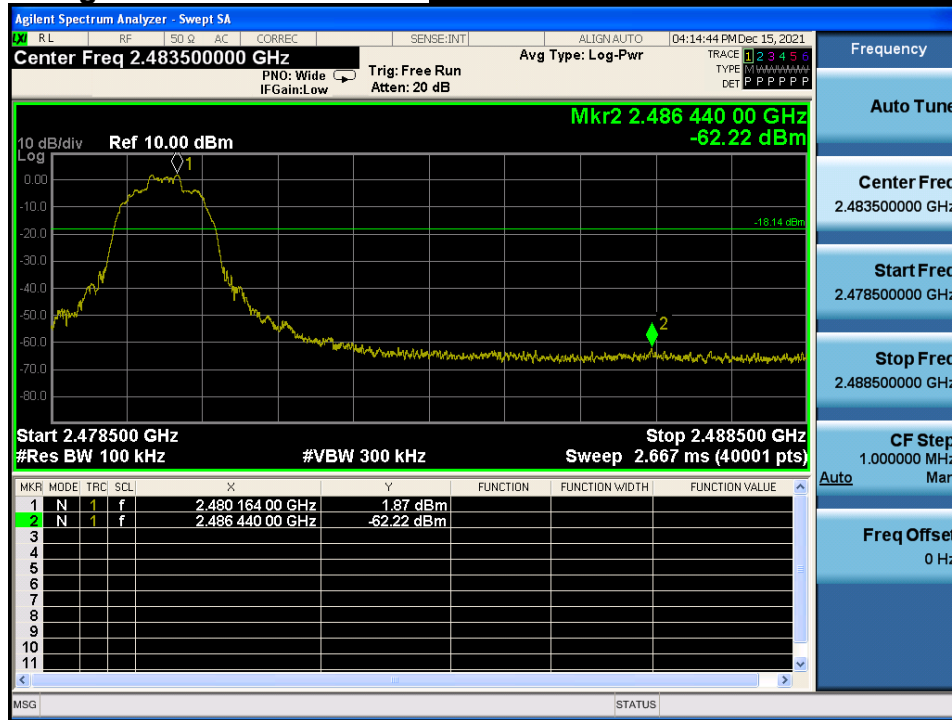 Agilent Spectrum Analyzer - Swept SA
LXI RL RF 50 Ω AC CORREC SENSE:INT ALIGN AUTO 04:14:44 PM Dec 15, 2021
Center Freq 2.483500000 GHz
PNO: Wide
IFGain:Low
Trig: Free Run
Atten: 20 dB
Avg Type: Log-Pwr
TRACE 1 2 3 4 5 6
TYPE MWWWWW
DET P P P P P P
Mkr2 2.486 440 00 GHz
-62.22 dBm
10 dB/div Ref 10.00 dBm
Log
1
0.00
-10.0
-18.14 dBm
-20.0
-30.0
-40.0
-50.0
2
-60.0
-70.0
-80.0
Start 2.478500 GHz Stop 2.488500 GHz
#Res BW 100 kHz #VBW 300 kHz Sweep 2.667 ms (40001 pts)
MKR MODE TRC SCL X Y FUNCTION FUNCTION WIDTH FUNCTION VALUE
1 N 1 f 2.480 164 00 GHz 1.87 dBm
2 N 1 f 2.486 440 00 GHz -62.22 dBm
3
4
5
6
7
8
9
10
11
MSG STATUS
Frequency
Auto Tune
Center Freq
2.483500000 GHz
Start Freq
2.478500000 GHz
Stop Freq
2.488500000 GHz
CF Step
1.000000 MHz
Auto Man
Freq Offset
0 Hz